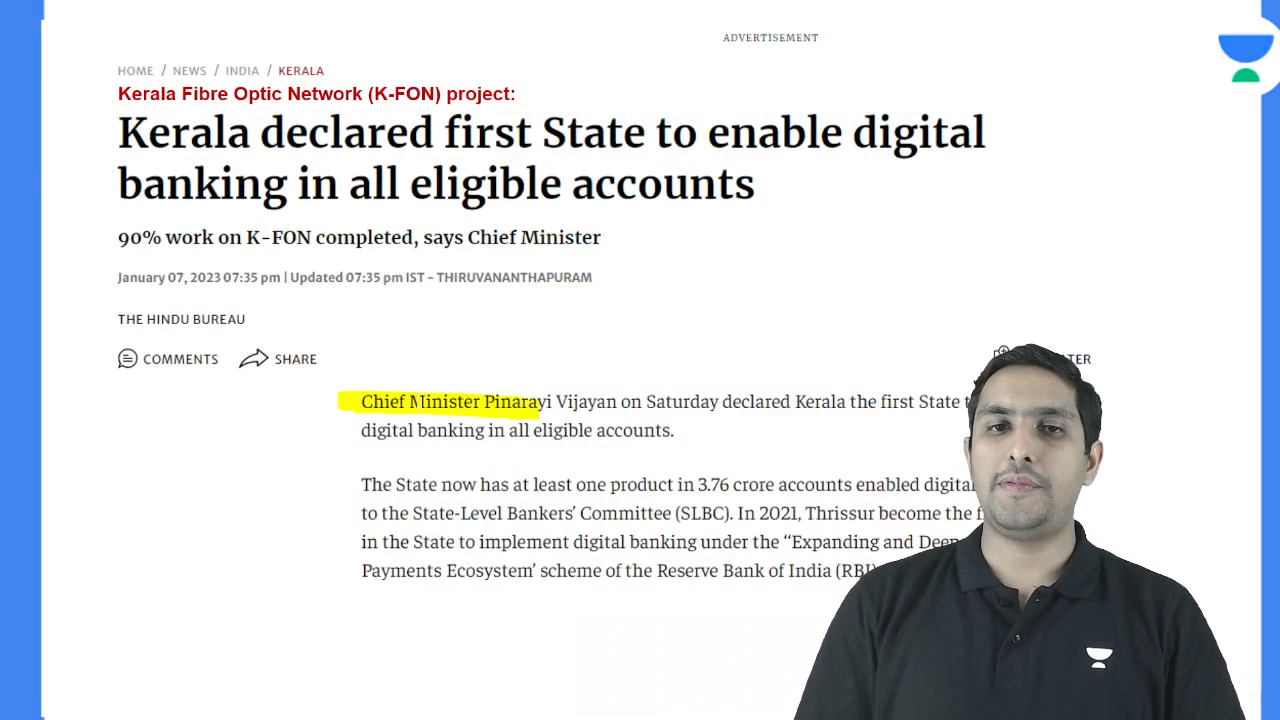 ADVERTISEMENT
HOME / NEWS / INDIA / KERALA
Kerala Fibre Optic Network (K-FON) project:
Kerala declared first State to enable digital
banking in all eligible accounts
90% work on K-FON completed, says Chief Minister
January 07, 2023 07:35 pm | Updated 07:35 pm IST - THIRUVANANTHAPURAM
THE HINDU BUREAU
COMMENTS SHARE
Chief Minister Pinarayi Vijayan on Saturday declared Kerala the first State
digital banking in all eligible accounts.
The State now has at least one product in 3.76 crore accounts enabled
to the State-Level Bankers’ Committee (SLBC). In 2021, Thrissur become the
in the State to implement digital banking under the “Expanding and
Payments Ecosystem’ scheme of the Reserve Bank of India (RBI)